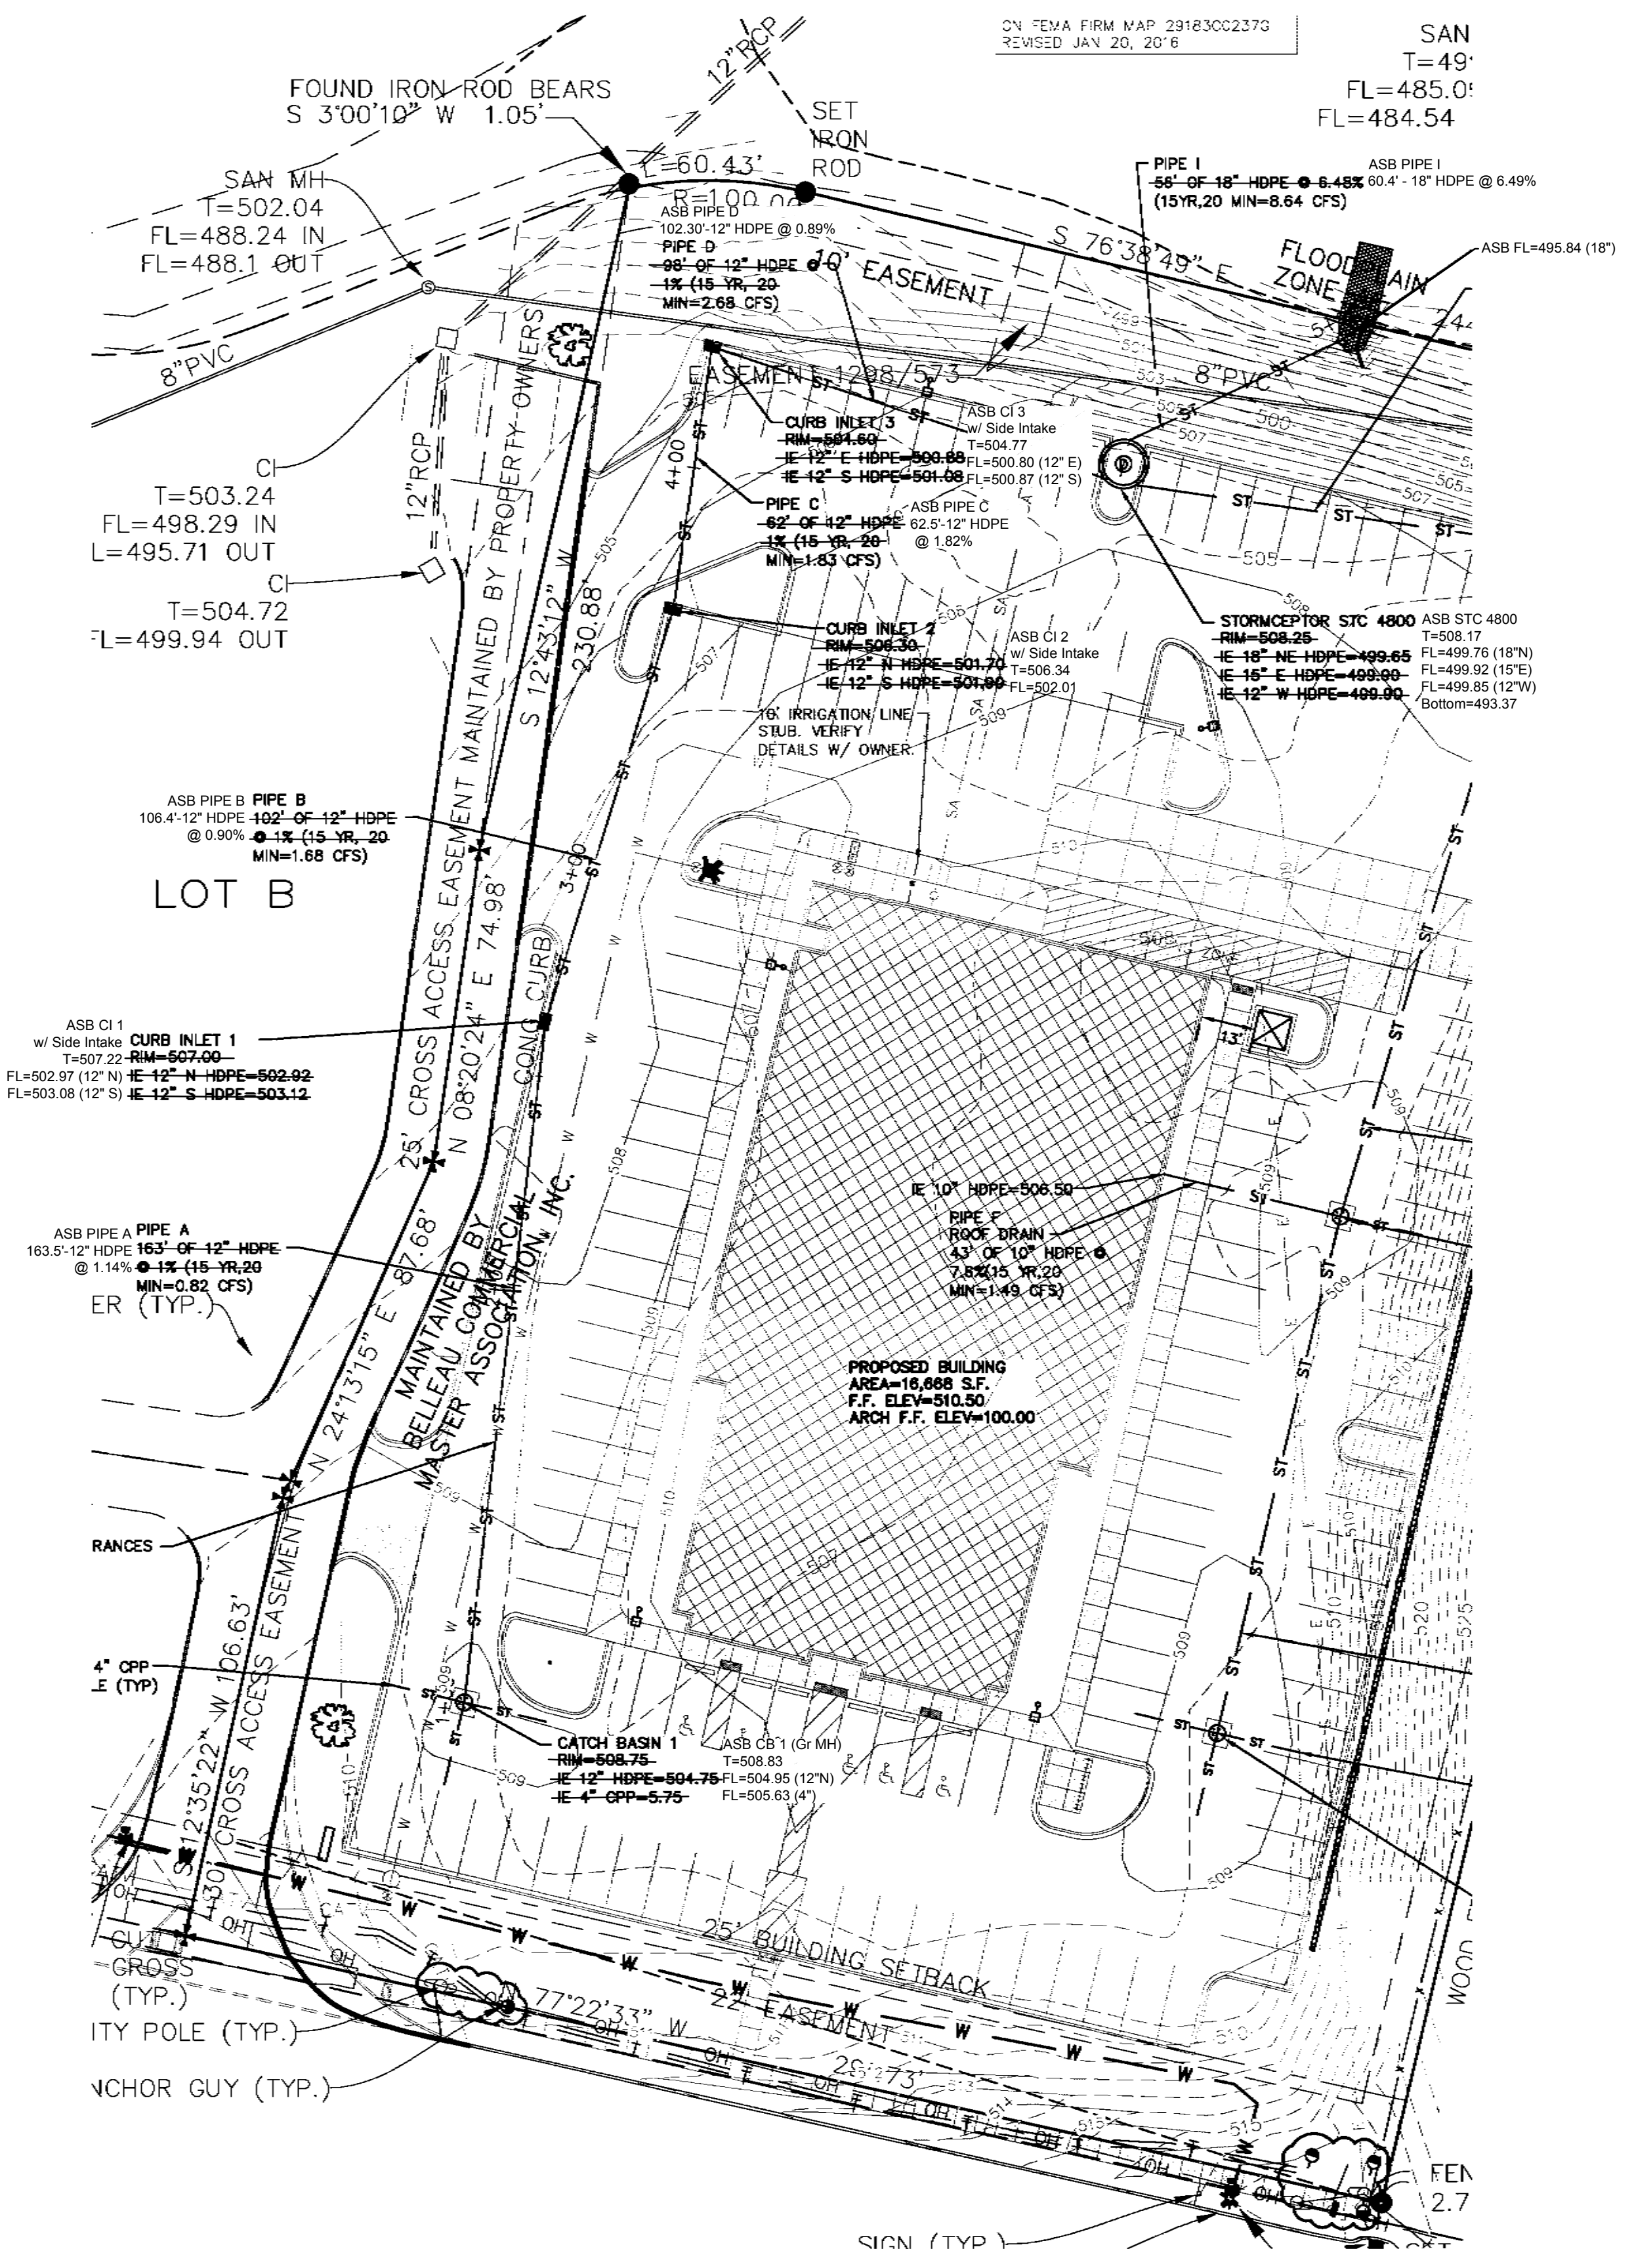 ON FEMA FIRM MAP 29183C0237G
REVISED JAN 20, 2016
SAN
FL=484.54
FOUND IRON ROD BEARS
S 3°00'10" W 1.05'
12"RCP
SET
IRON
ROD
L=60.43'
SAN MH
T=502.04
FL=488.24 IN
FL=488.1 OUT
ASB PIPE D
102.30'-12" HDPE @ 0.89%
PIPE D
98' OF 12" HDPE @
1% (15 YR, 20
MIN=2.68 CFS)
10' EASEMENT
S 76°38'49" E
PIPE I
56' OF 18" HDPE @ 6.48%
(15YR,20 MIN=8.64 CFS)
ASB PIPE I
60.4' - 18" HDPE @ 6.49%
ASB FL=495.84 (18")
8"PVC
EASEMENT 1298/573
8"PVC
CURB INLET 3
RIM=504.60
IE 12" E HDPE=500.88
IE 12" S HDPE=501.08
ASB CI 3
w/ Side Intake
T=504.77
FL=500.80 (12" E)
FL=500.87 (12" S)
4+00
12"RCP
CI
T=503.24
FL=498.29 IN
L=495.71 OUT
CI
T=504.72
FL=499.94 OUT
PIPE C
62' OF 12" HDPE
1% (15 YR, 20
MIN=1.83 CFS)
ASB PIPE C
62.5'-12" HDPE
@ 1.82%
S 12°43'12" W
230.88'
CURB INLET 2
RIM=506.30
IE 12" N HDPE=501.70
IE 12" S HDPE=501.90
ASB CI 2
w/ Side Intake
T=506.34
FL=502.01
STORMCEPTOR STC 4800
RIM=508.25
IE 18" NE HDPE=499.65
IE 15" E HDPE=499.90
IE 12" W HDPE=499.90
ASB STC 4800
T=508.17
FL=499.76 (18"N)
FL=499.92 (15"E)
FL=499.85 (12"W)
Bottom=493.37
10' IRRIGATION LINE
STUB. VERIFY
DETAILS W/ OWNER.
ASB PIPE B
106.4'-12" HDPE
@ 0.90%
PIPE B
102' OF 12" HDPE
@ 1% (15 YR, 20
MIN=1.68 CFS)
LOT B
3+00
25' CROSS ACCESS EASEMENT MAINTAINED BY PROPERTY OWNERS
N 08°20'24" E 74.98'
CONC CURB
ASB CI 1
w/ Side Intake
T=507.22
FL=502.97 (12" N)
FL=503.08 (12" S)
CURB INLET 1
RIM=507.00
IE 12" N HDPE=502.92
IE 12" S HDPE=503.12
13'
ASB PIPE A
163.5'-12" HDPE
@ 1.14%
PIPE A
163' OF 12" HDPE
@ 1% (15 YR,20
MIN=0.82 CFS)
ER (TYP.)
N 24°13'15" E 87.68'
MAINTAINED BY
BELLEAU COMMERCIAL
MASTER ASSOCIATION, INC.
IE 10" HDPE=506.50
PIPE F
ROOF DRAIN
43' OF 10" HDPE @
7.8%(15 YR,20
MIN=1.49 CFS)
PROPOSED BUILDING
AREA=16,668 S.F.
F.F. ELEV=510.50
ARCH F.F. ELEV=100.00
RANCES
4" CPP
LE (TYP)
S 12°35'22" W 106.63'
30' CROSS ACCESS EASEMENT
CATCH BASIN 1
RIM=508.75
IE 12" HDPE=504.75
IE 4" CPP=5.75
ASB CB 1 (Gr MH)
T=508.83
FL=504.95 (12"N)
FL=505.63 (4")
25' BUILDING SETBACK
22' EASEMENT
N 77°22'33" W
CUT
CROSS
(TYP.)
ITY POLE (TYP.)
NCHOR GUY (TYP.)
WOOD
FEN
2.7
SIGN (TYP.)